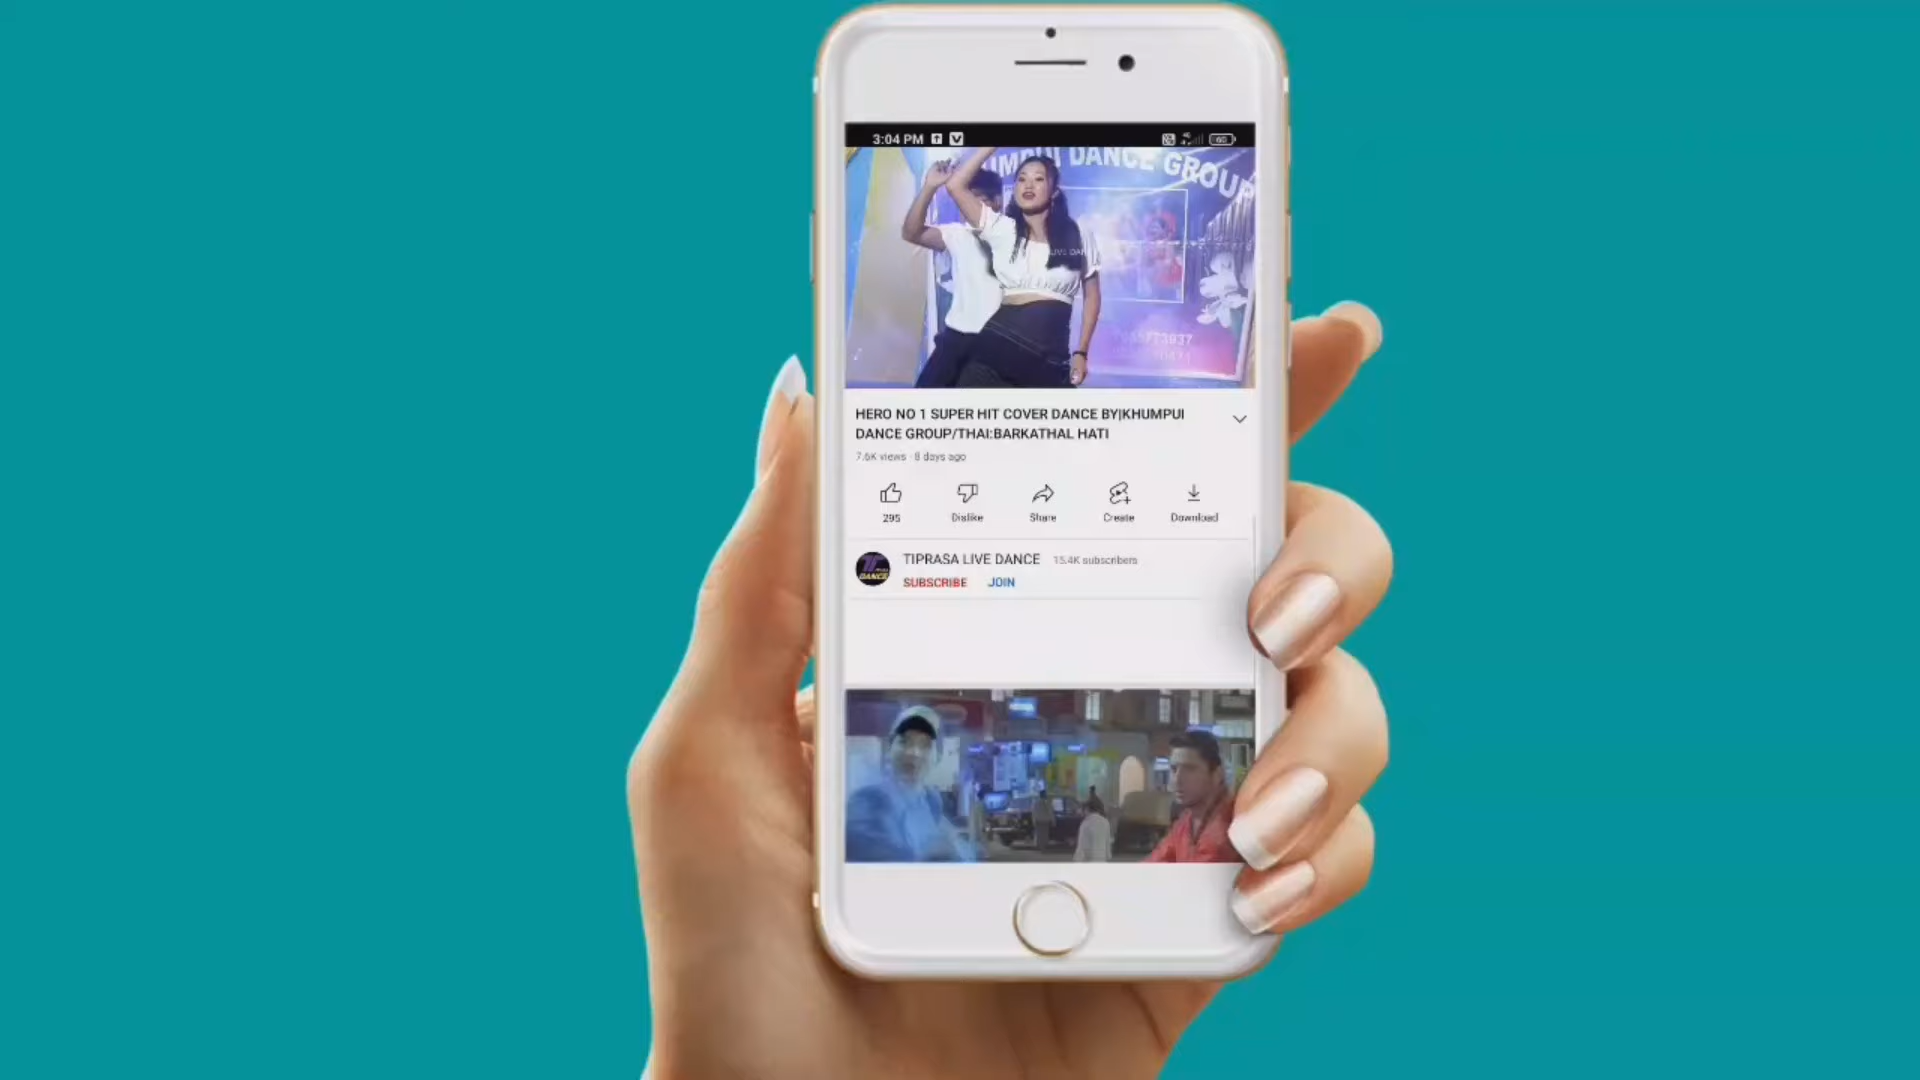 3:04 PM
DANCE GROUP
HERO NO 1 SUPER HIT COVER DANCE BY|KHUMPUI
DANCE GROUP/THAI:BARKATHAL HATI
7.6K views · 8 days ago
295
Dislike
Share
Create
Download
TIPRASA LIVE DANCE 15.4K subscribers
DANCE
SUBSCRIBE JOIN